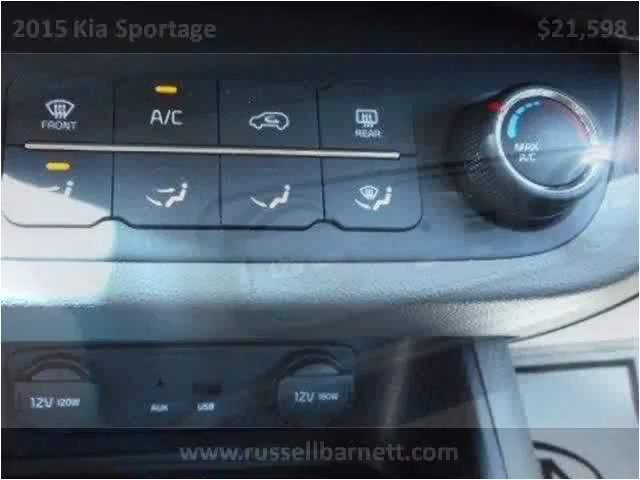 2015 Kia Sportage
$21,598
FRONT
A/C
REAR
MAX A/C
12V 120W
AUX
USB
12V 180W
www.russellbarnett.com